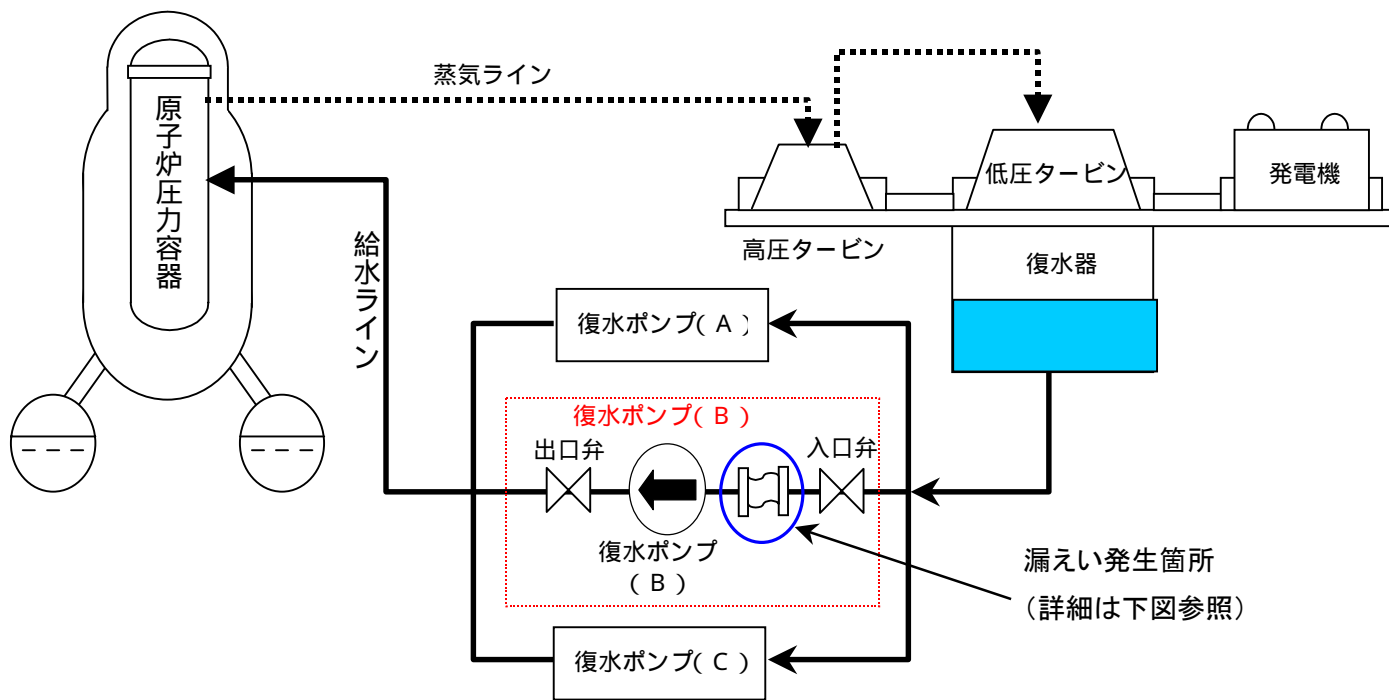 蒸気ライン
原子炉圧力容器
低圧タービン
発電機
高圧タービン
給水ライン
復水器
復水ポンプ(A)
復水ポンプ(B)
出口弁
入口弁
復水ポンプ
(B)
漏えい発生箇所
(詳細は下図参照)
復水ポンプ(C)